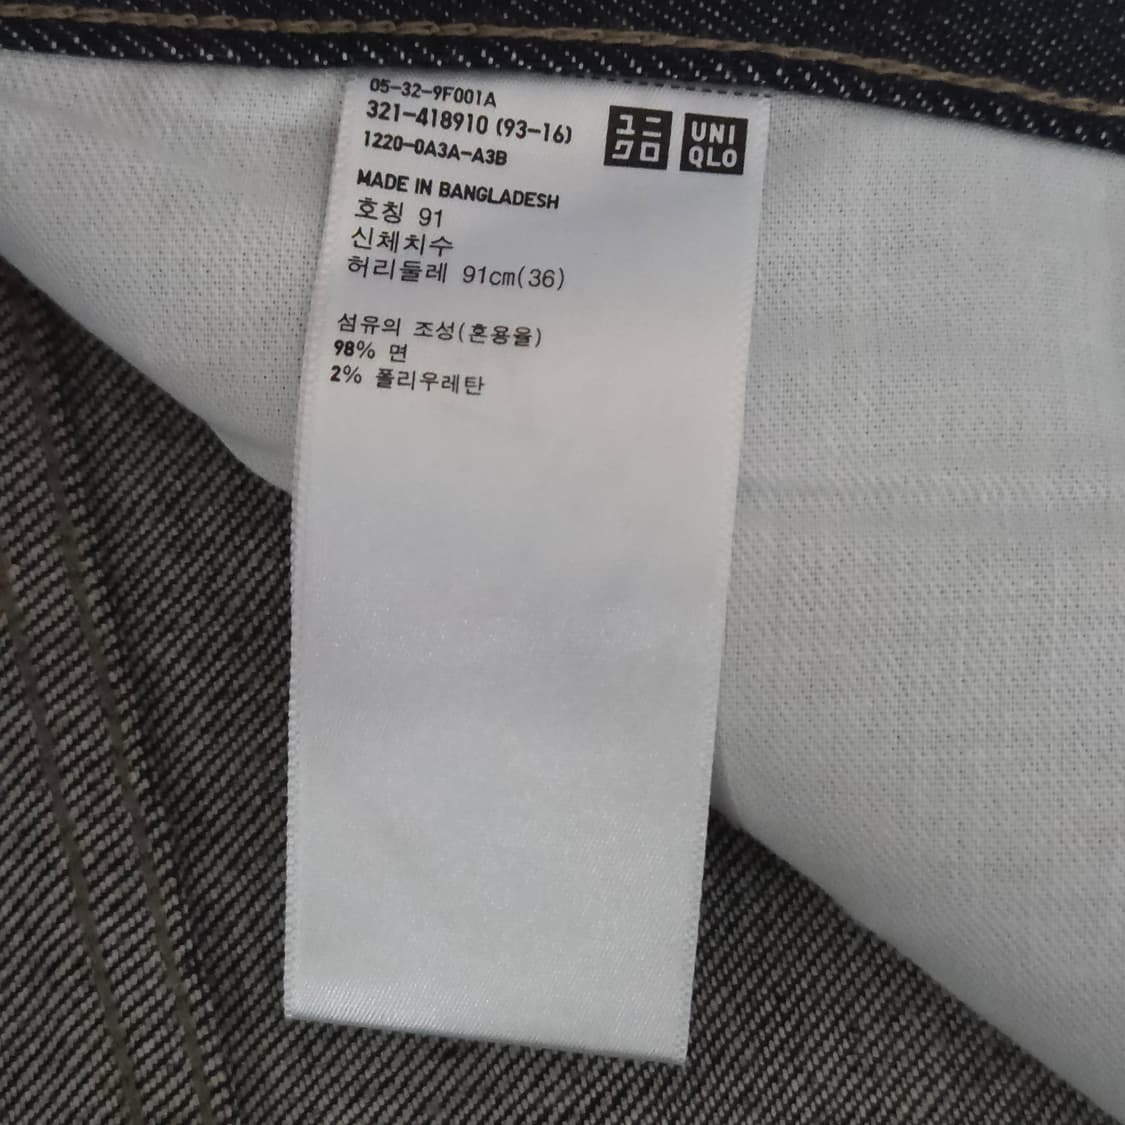 05-32-9F001A
321-418910 (93-16)
1220-0A3A-A3B
ユニ
クロ
UNI
QLO
MADE IN BANGLADESH
호칭 91
신체치수
허리둘레 91cm(36)
섬유의 조성(혼용율)
98% 면
2% 폴리우레탄